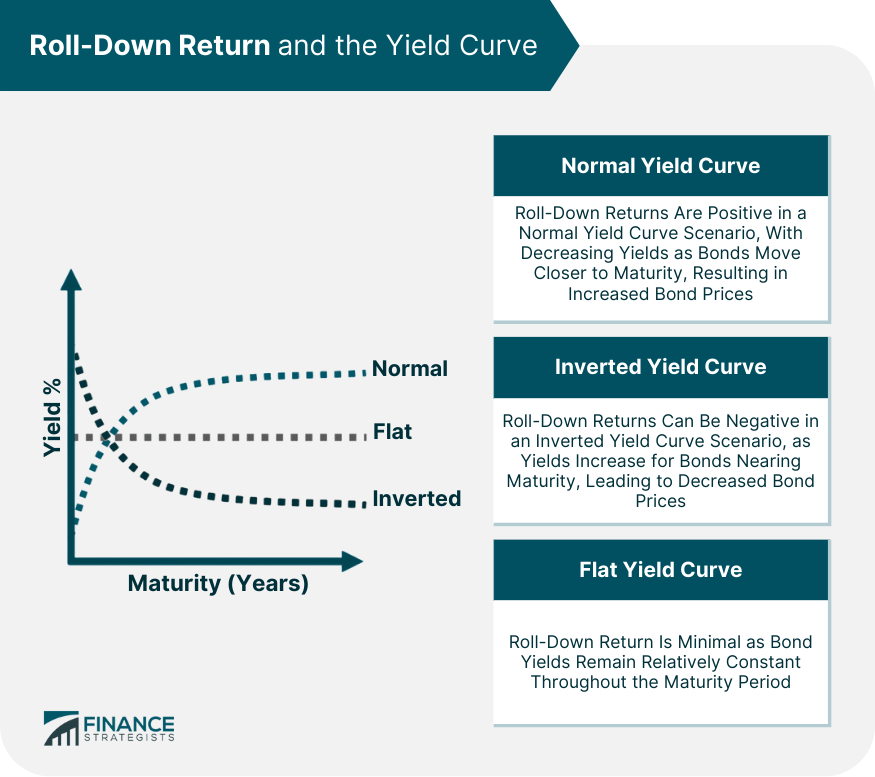 Roll-Down Return and the Yield Curve
Normal Yield Curve
Roll-Down Returns Are Positive in a
Normal Yield Curve Scenario, With
Decreasing Yields as Bonds Move
Closer to Maturity, Resulting in
Increased Bond Prices
Yield %
Normal
Flat
Inverted
Maturity (Years)
Inverted Yield Curve
Roll-Down Returns Can Be Negative in
an Inverted Yield Curve Scenario, as
Yields Increase for Bonds Nearing
Maturity, Leading to Decreased Bond
Prices
Flat Yield Curve
Roll-Down Return Is Minimal as Bond
Yields Remain Relatively Constant
Throughout the Maturity Period
FINANCE
STRATEGISTS